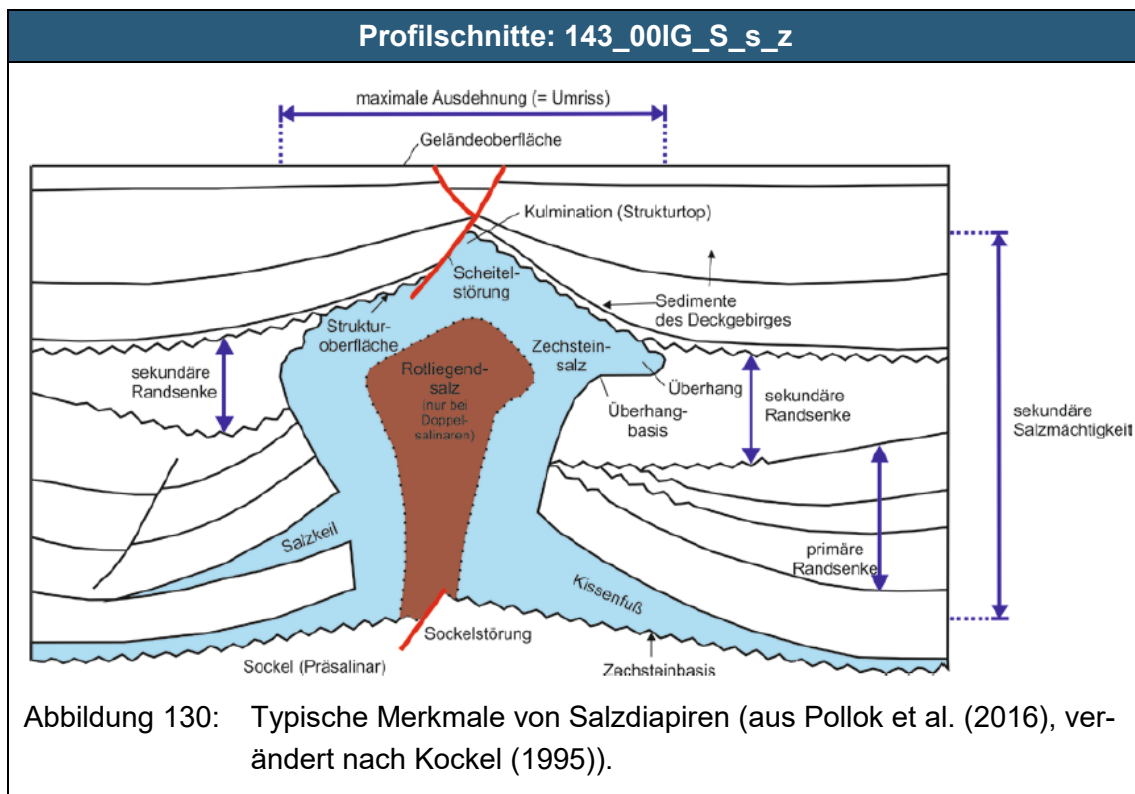 Profilschnitte: 143_00IG_S_s_z
maximale Ausdehnung (= Umriss)
Geländeoberfläche
Kulmination (Strukturtop)
Scheitel-
störung
Sedimente
des Deckgebirges
Struktur-
oberfläche
Zechstein-
salz
sekundäre
Randsenke
Rotliegend-
salz
(nur bei
Doppel-
salinaren)
Überhang
Überhang-
basis
sekundäre
Randsenke
sekundäre
Salzmächtigkeit
Salzkeil
primäre
Randsenke
Kissenfuß
Sockelstörung
Sockel (Präsalinar)
Zechsteinbasis
Abbildung 130: Typische Merkmale von Salzdiapiren (aus Pollok et al. (2016), ver-
ändert nach Kockel (1995)).